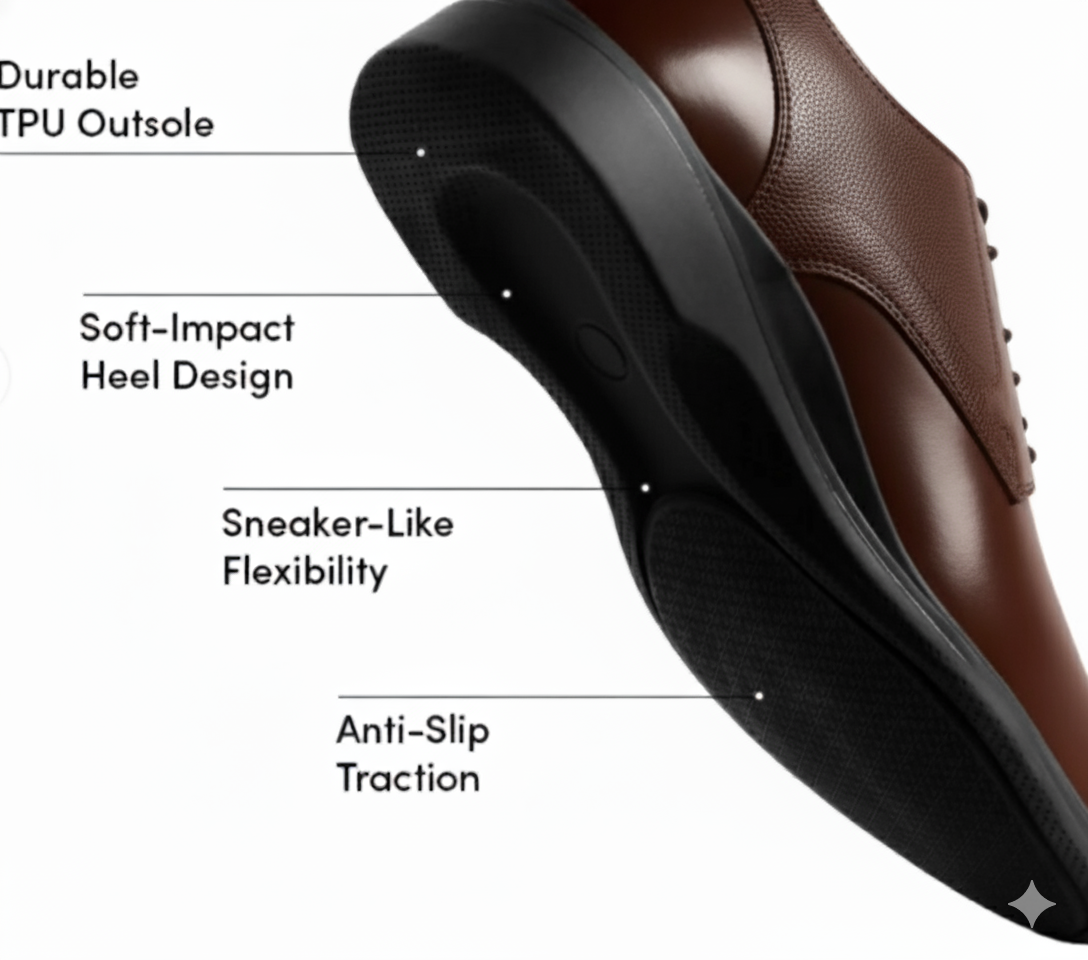 Durable
TPU Outsole
Soft-Impact
Heel Design
Sneaker-Like
Flexibility
Anti-Slip
Traction